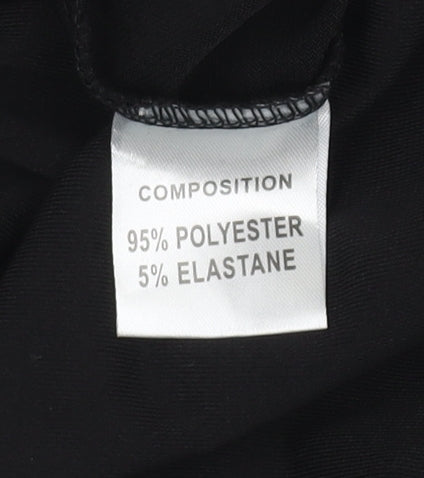 COMPOSITION
95% POLYESTER
5% ELASTANE